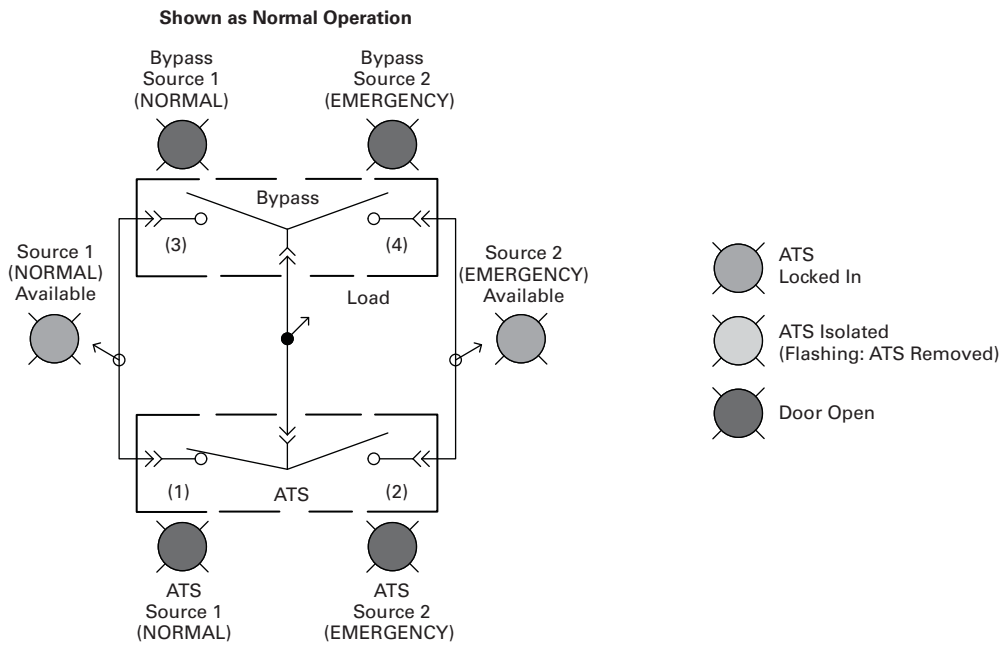 Shown as Normal Operation
Bypass
Source 1
(NORMAL)
Bypass
Source 2
(EMERGENCY)
Bypass
(3)
(4)
Source 1
(NORMAL)
Available
Source 2
(EMERGENCY)
Available
Load
(1)
ATS
(2)
ATS
Source 1
(NORMAL)
ATS
Source 2
(EMERGENCY)
ATS
Locked In
ATS Isolated
(Flashing: ATS Removed)
Door Open